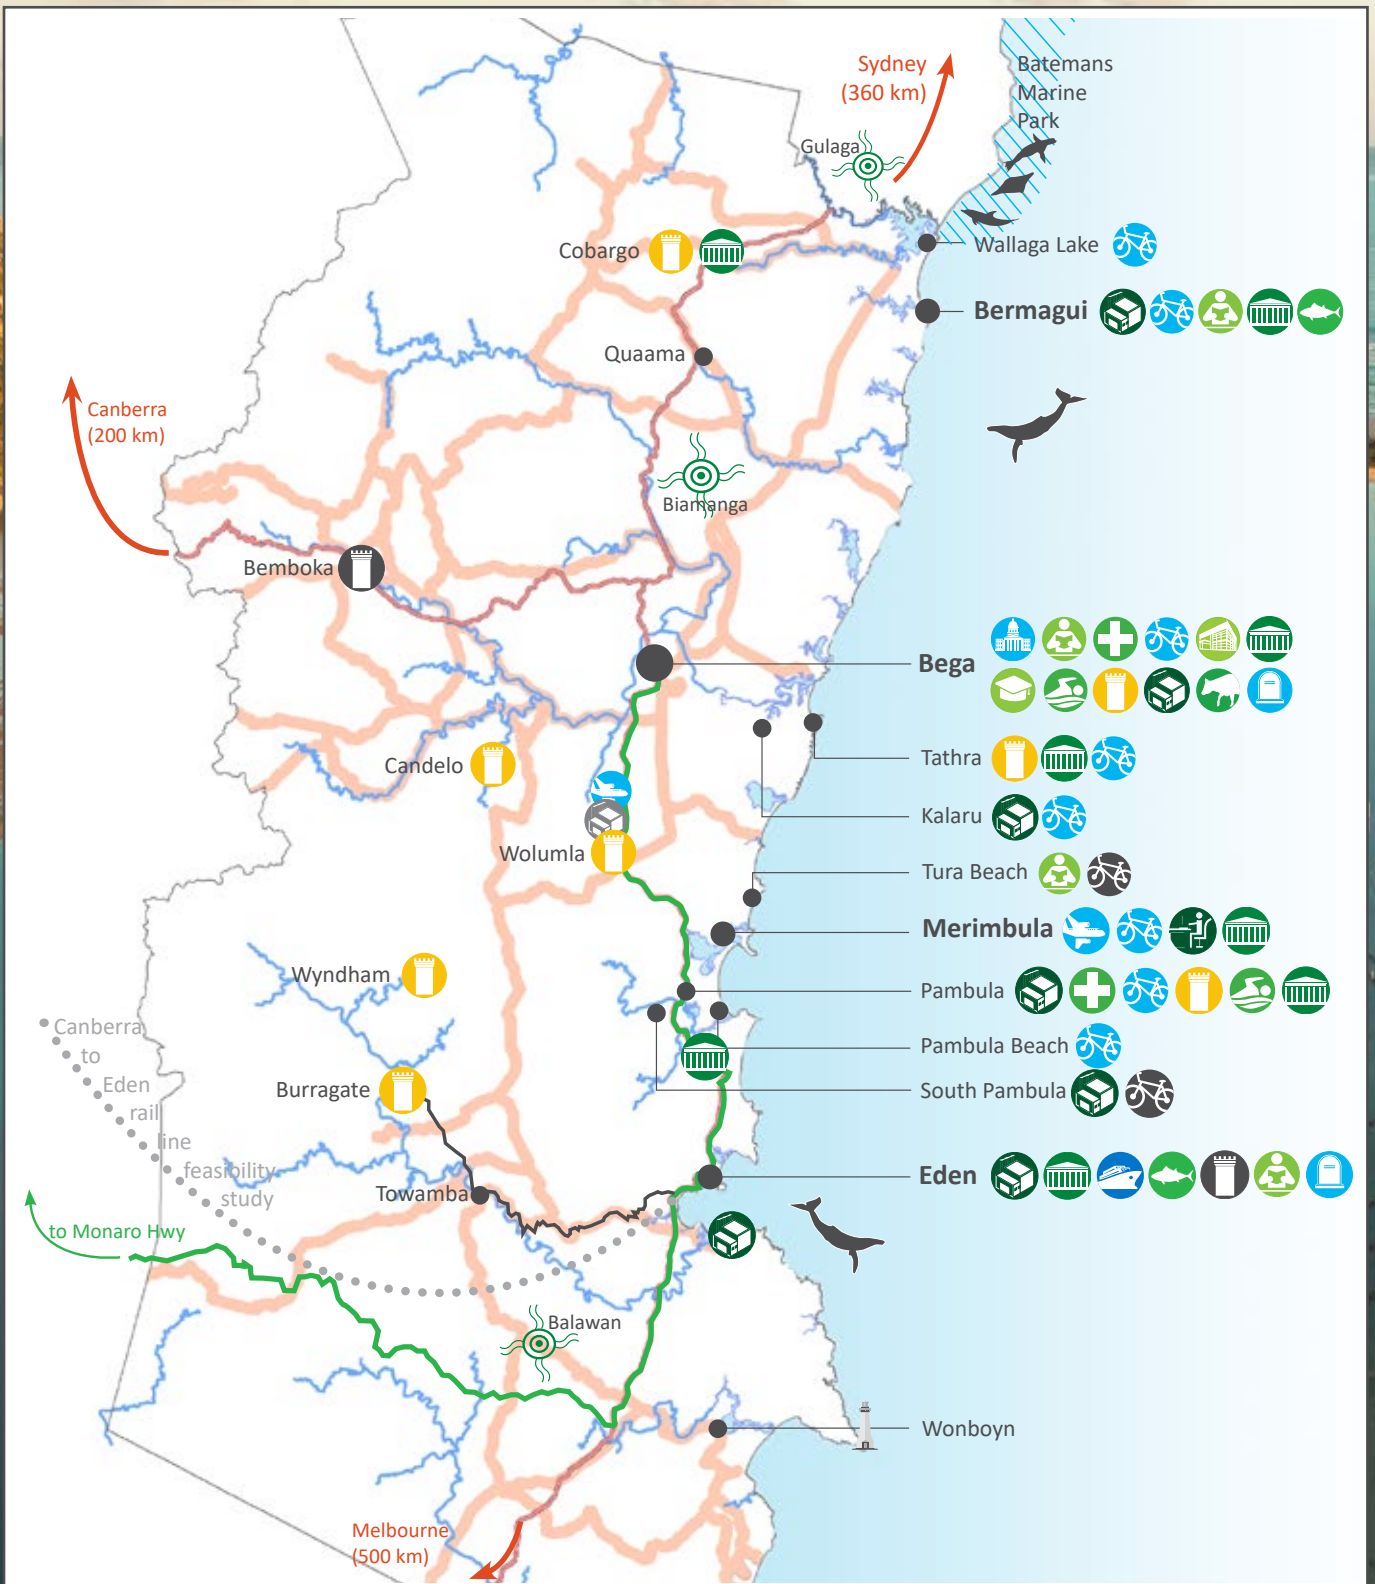 Sydney
(360 km)
Batemans
Marine
Park
Gulaga
Wallaga Lake
Cobargo
Bermagui
Quaama
Canberra
(200 km)
Biamanga
Bemboka
Bega
Tathra
Candelo
Kalaru
Wolumla
Tura Beach
Merimbula
Wyndham
Pambula
Canberra
to
Eden
rail
line
feasibility
study
Pambula Beach
Burragate
South Pambula
Eden
Towamba
to Monaro Hwy
Balawan
Wonboyn
Melbourne
(500 km)